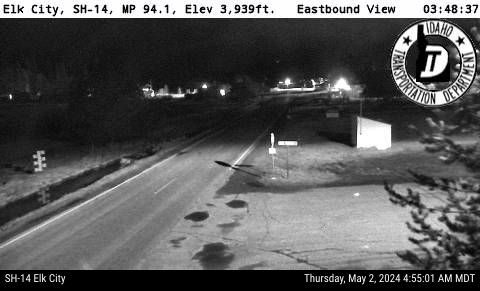 Elk City, SH-14, MP 94.1, Elev 3,939ft. Eastbound View 03:48:37
IDAHO
TRANSPORTATION DEPARTMENT
SH-14 Elk City Thursday, May 2, 2024 4:55:01 AM MDT